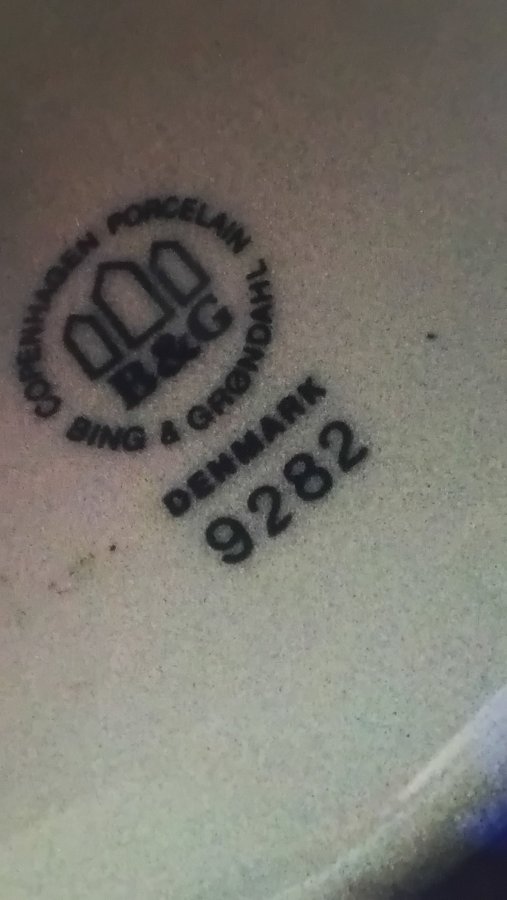 COPENHAGEN PORCELAIN
B&G
BING & GRØNDAHL
DENMARK
9282